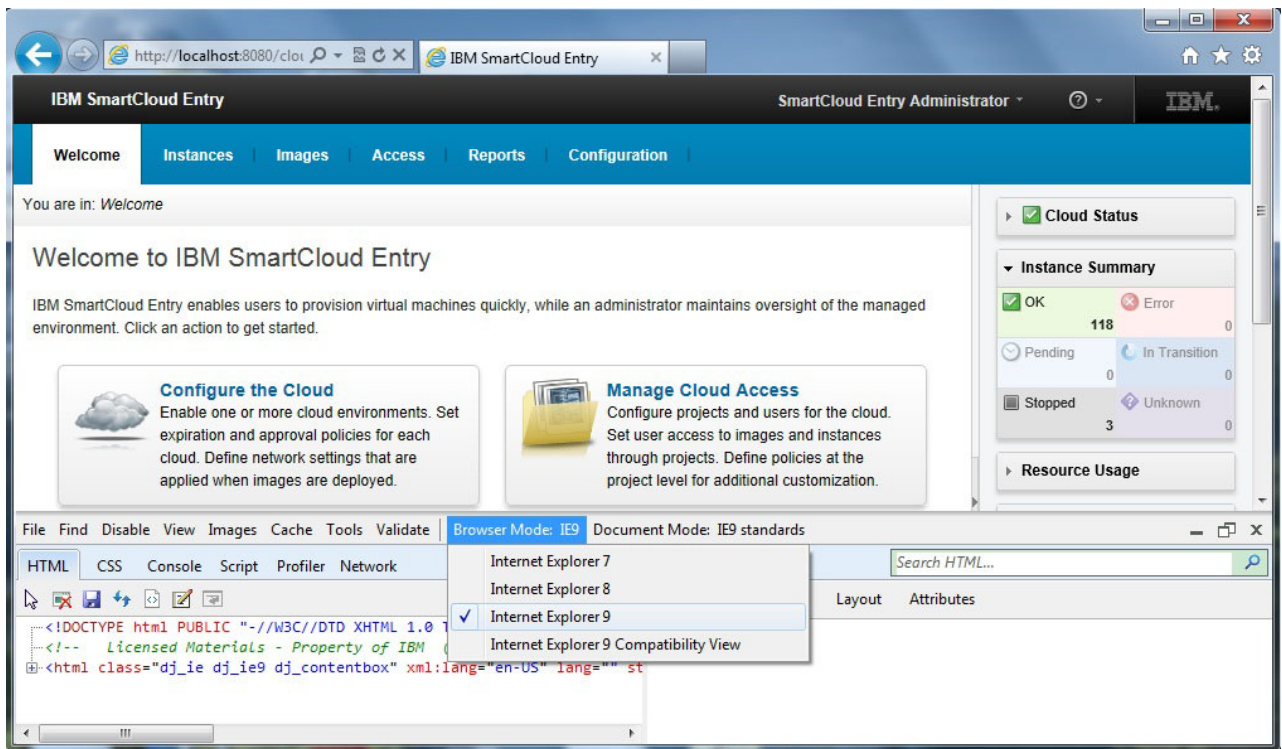 http://localhost:8080/clou
IBM SmartCloud Entry
IBM SmartCloud Entry
SmartCloud Entry Administrator
IBM.
Welcome
Instances
Images
Access
Reports
Configuration
You are in: Welcome
Welcome to IBM SmartCloud Entry
IBM SmartCloud Entry enables users to provision virtual machines quickly, while an administrator maintains oversight of the managed
environment. Click an action to get started.
Configure the Cloud
Enable one or more cloud environments. Set
expiration and approval policies for each
cloud. Define network settings that are
applied when images are deployed.
Manage Cloud Access
Configure projects and users for the cloud.
Set user access to images and instances
through projects. Define policies at the
project level for additional customization.
Cloud Status
Instance Summary
OK
118
Error
0
Pending
0
In Transition
0
Stopped
3
Unknown
0
Resource Usage
File Find Disable View Images Cache Tools Validate Browser Mode: IE9 Document Mode: IE9 standards
HTML CSS Console Script Profiler Network
Search HTML...
Internet Explorer 7
Internet Explorer 8
Internet Explorer 9
Internet Explorer 9 Compatibility View
Layout Attributes
<!DOCTYPE html PUBLIC "-//W3C//DTD XHTML 1.0
<!-- Licensed Materials - Property of IBM
<html class="dj_ie dj_ie9 dj_contentbox" xml:lang="en-US" lang="" st